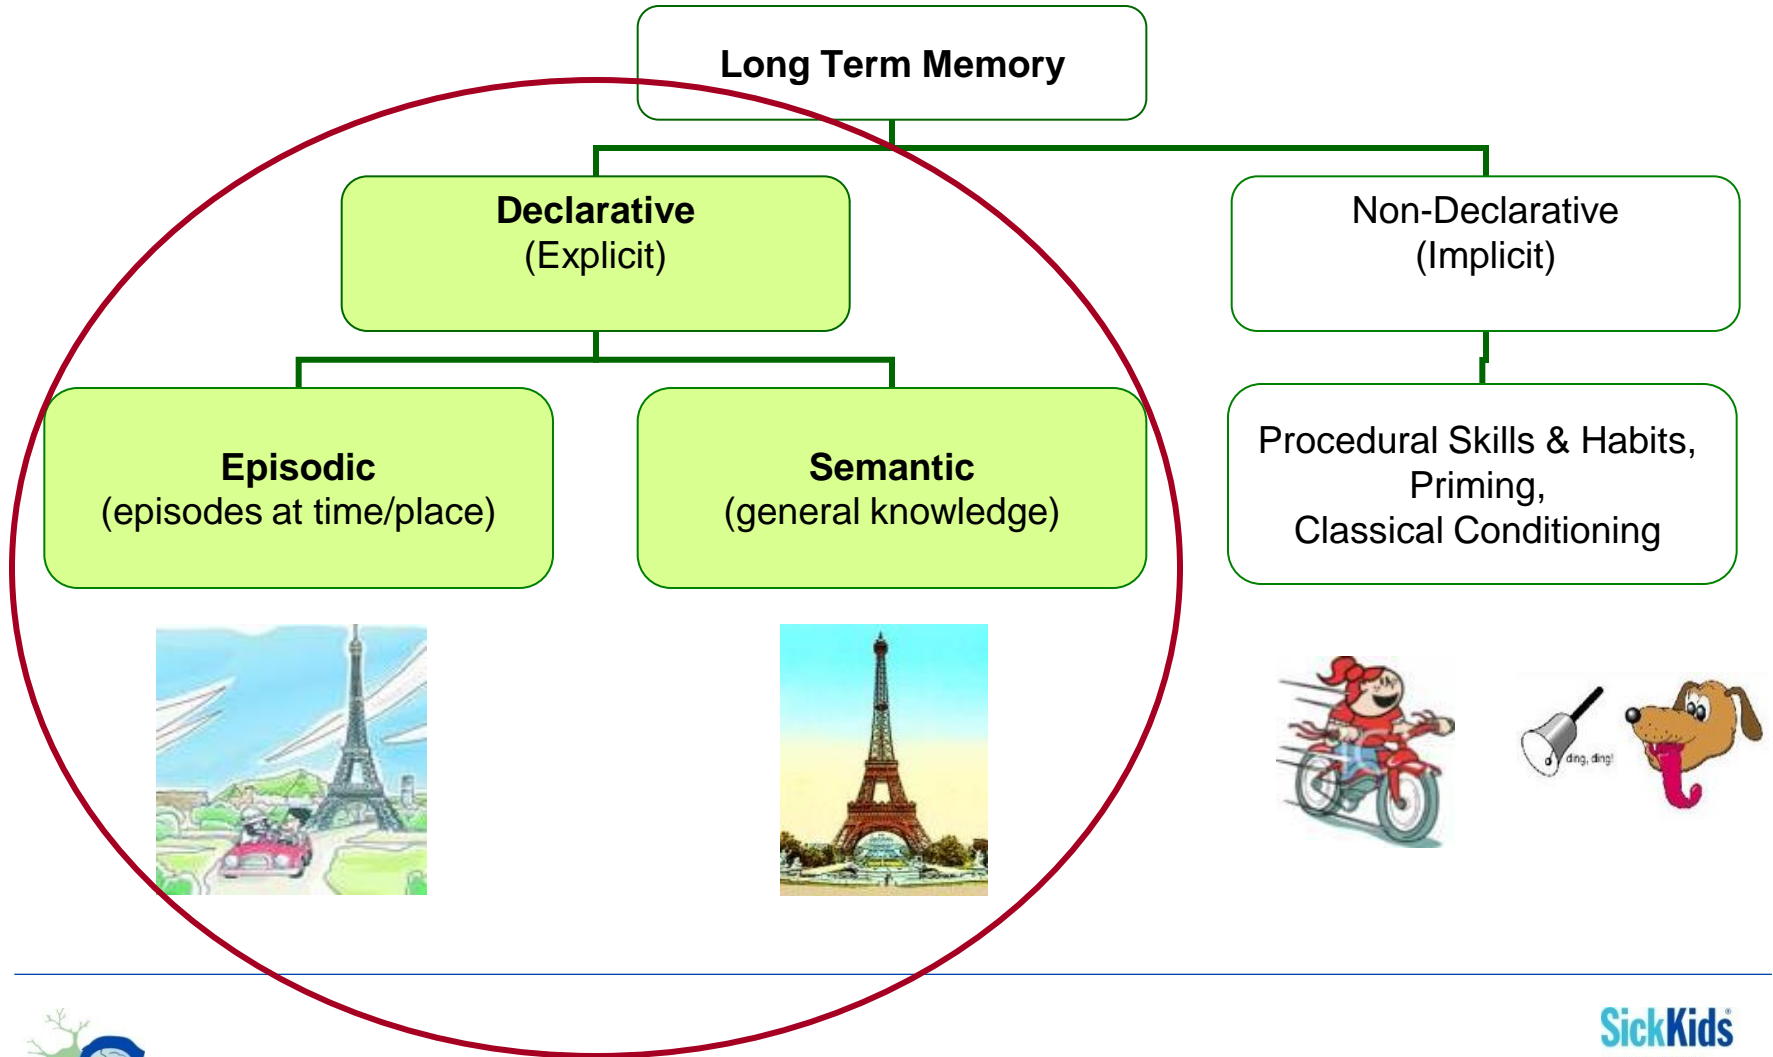 Long Term Memory
Declarative
(Explicit)
Non-Declarative
(Implicit)
Episodic
(episodes at time/place)
Semantic
(general knowledge)
Procedural Skills & Habits,
Priming,
Classical Conditioning
ding, ding!
SickKids